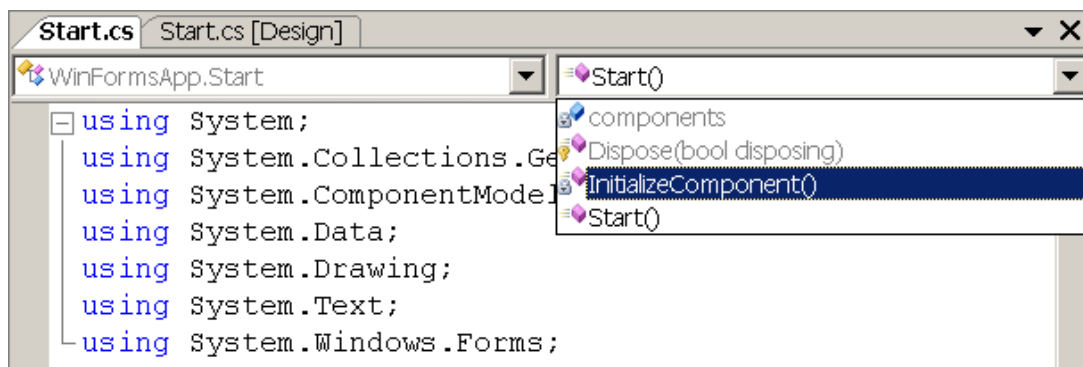 Start.cs Start.cs [Design]
WinFormsApp.Start Start()
components
Dispose(bool disposing)
InitializeComponent()
Start()
using System;
using System.Collections.Ge
using System.ComponentModel
using System.Data;
using System.Drawing;
using System.Text;
using System.Windows.Forms;